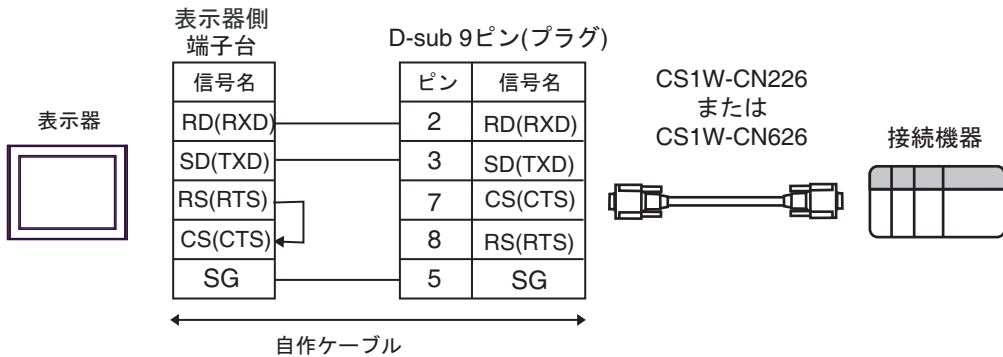 表示器側
端子台
D-sub 9ピン(プラグ)
信号名
ピン
信号名
CS1W-CN226
または
CS1W-CN626
表示器
接続機器
RD(RXD)
2
RD(RXD)
SD(TXD)
3
SD(TXD)
RS(RTS)
7
CS(CTS)
CS(CTS)
8
RS(RTS)
SG
5
SG
自作ケーブル